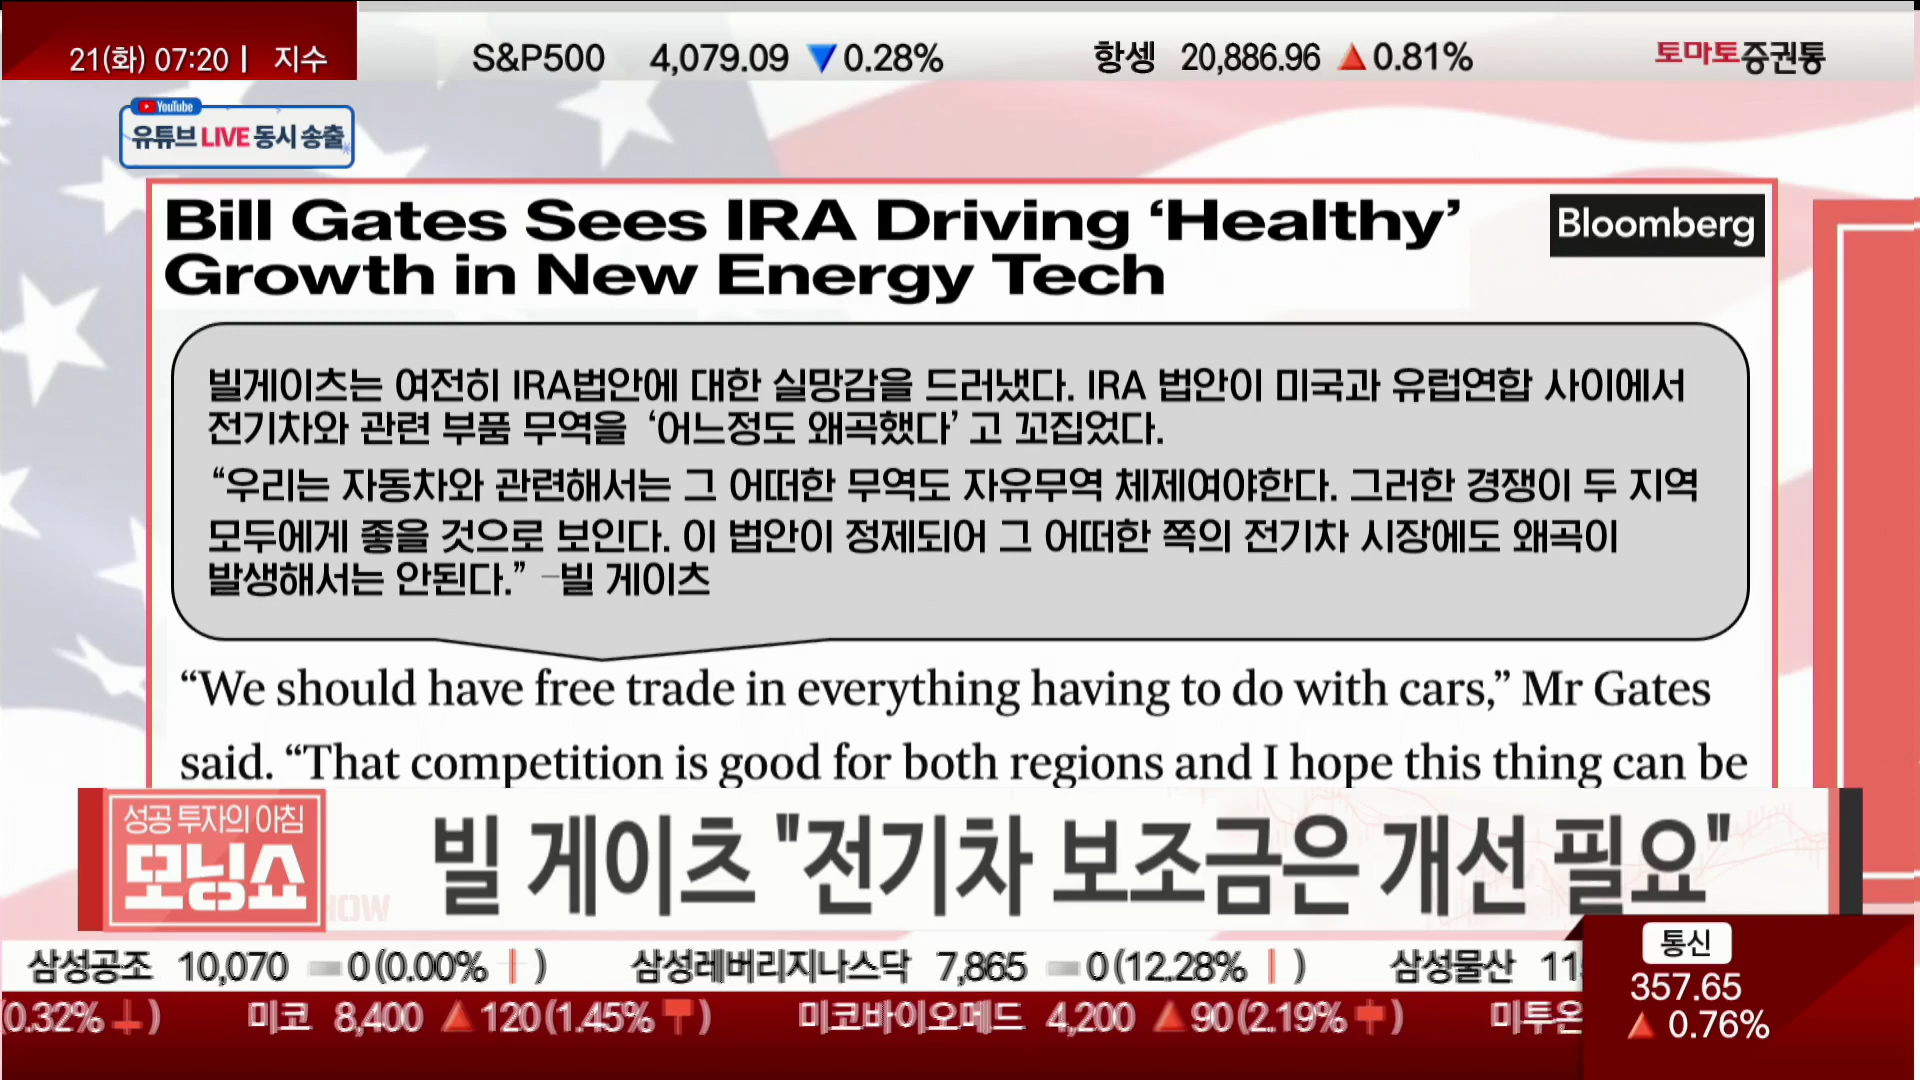 21(화) 07:20 | 지수
S&P500 4,079.09 ▼0.28%
항셍 20,886.96 ▲0.81%
토마토증권통
YouTube
유튜브 LIVE 동시 송출
Bill Gates Sees IRA Driving ‘Healthy’
Growth in New Energy Tech
Bloomberg
빌게이츠는 여전히 IRA법안에 대한 실망감을 드러냈다. IRA 법안이 미국과 유럽연합 사이에서
전기차와 관련 부품 무역을 ‘어느정도 왜곡했다’고 꼬집었다.
“우리는 자동차와 관련해서는 그 어떠한 무역도 자유무역 체제여야한다. 그러한 경쟁이 두 지역
모두에게 좋을 것으로 보인다. 이 법안이 정제되어 그 어떠한 쪽의 전기차 시장에도 왜곡이
발생해서는 안된다.” -빌 게이츠
“We should have free trade in everything having to do with cars,” Mr Gates
said. “That competition is good for both regions and I hope this thing can be
성공 투자의 아침
모닝쇼
빌 게이츠 "전기차 보조금은 개선 필요"
삼성공조 10,070 0(0.00% ) 삼성레버리지나스닥 7,865 0(12.28% ) 삼성물산
(0.32% ) 미코 8,400 ▲120(1.45% ) 미코바이오메드 4,200 ▲90(2.19% ) 미투온
통신
357.65
▲ 0.76%